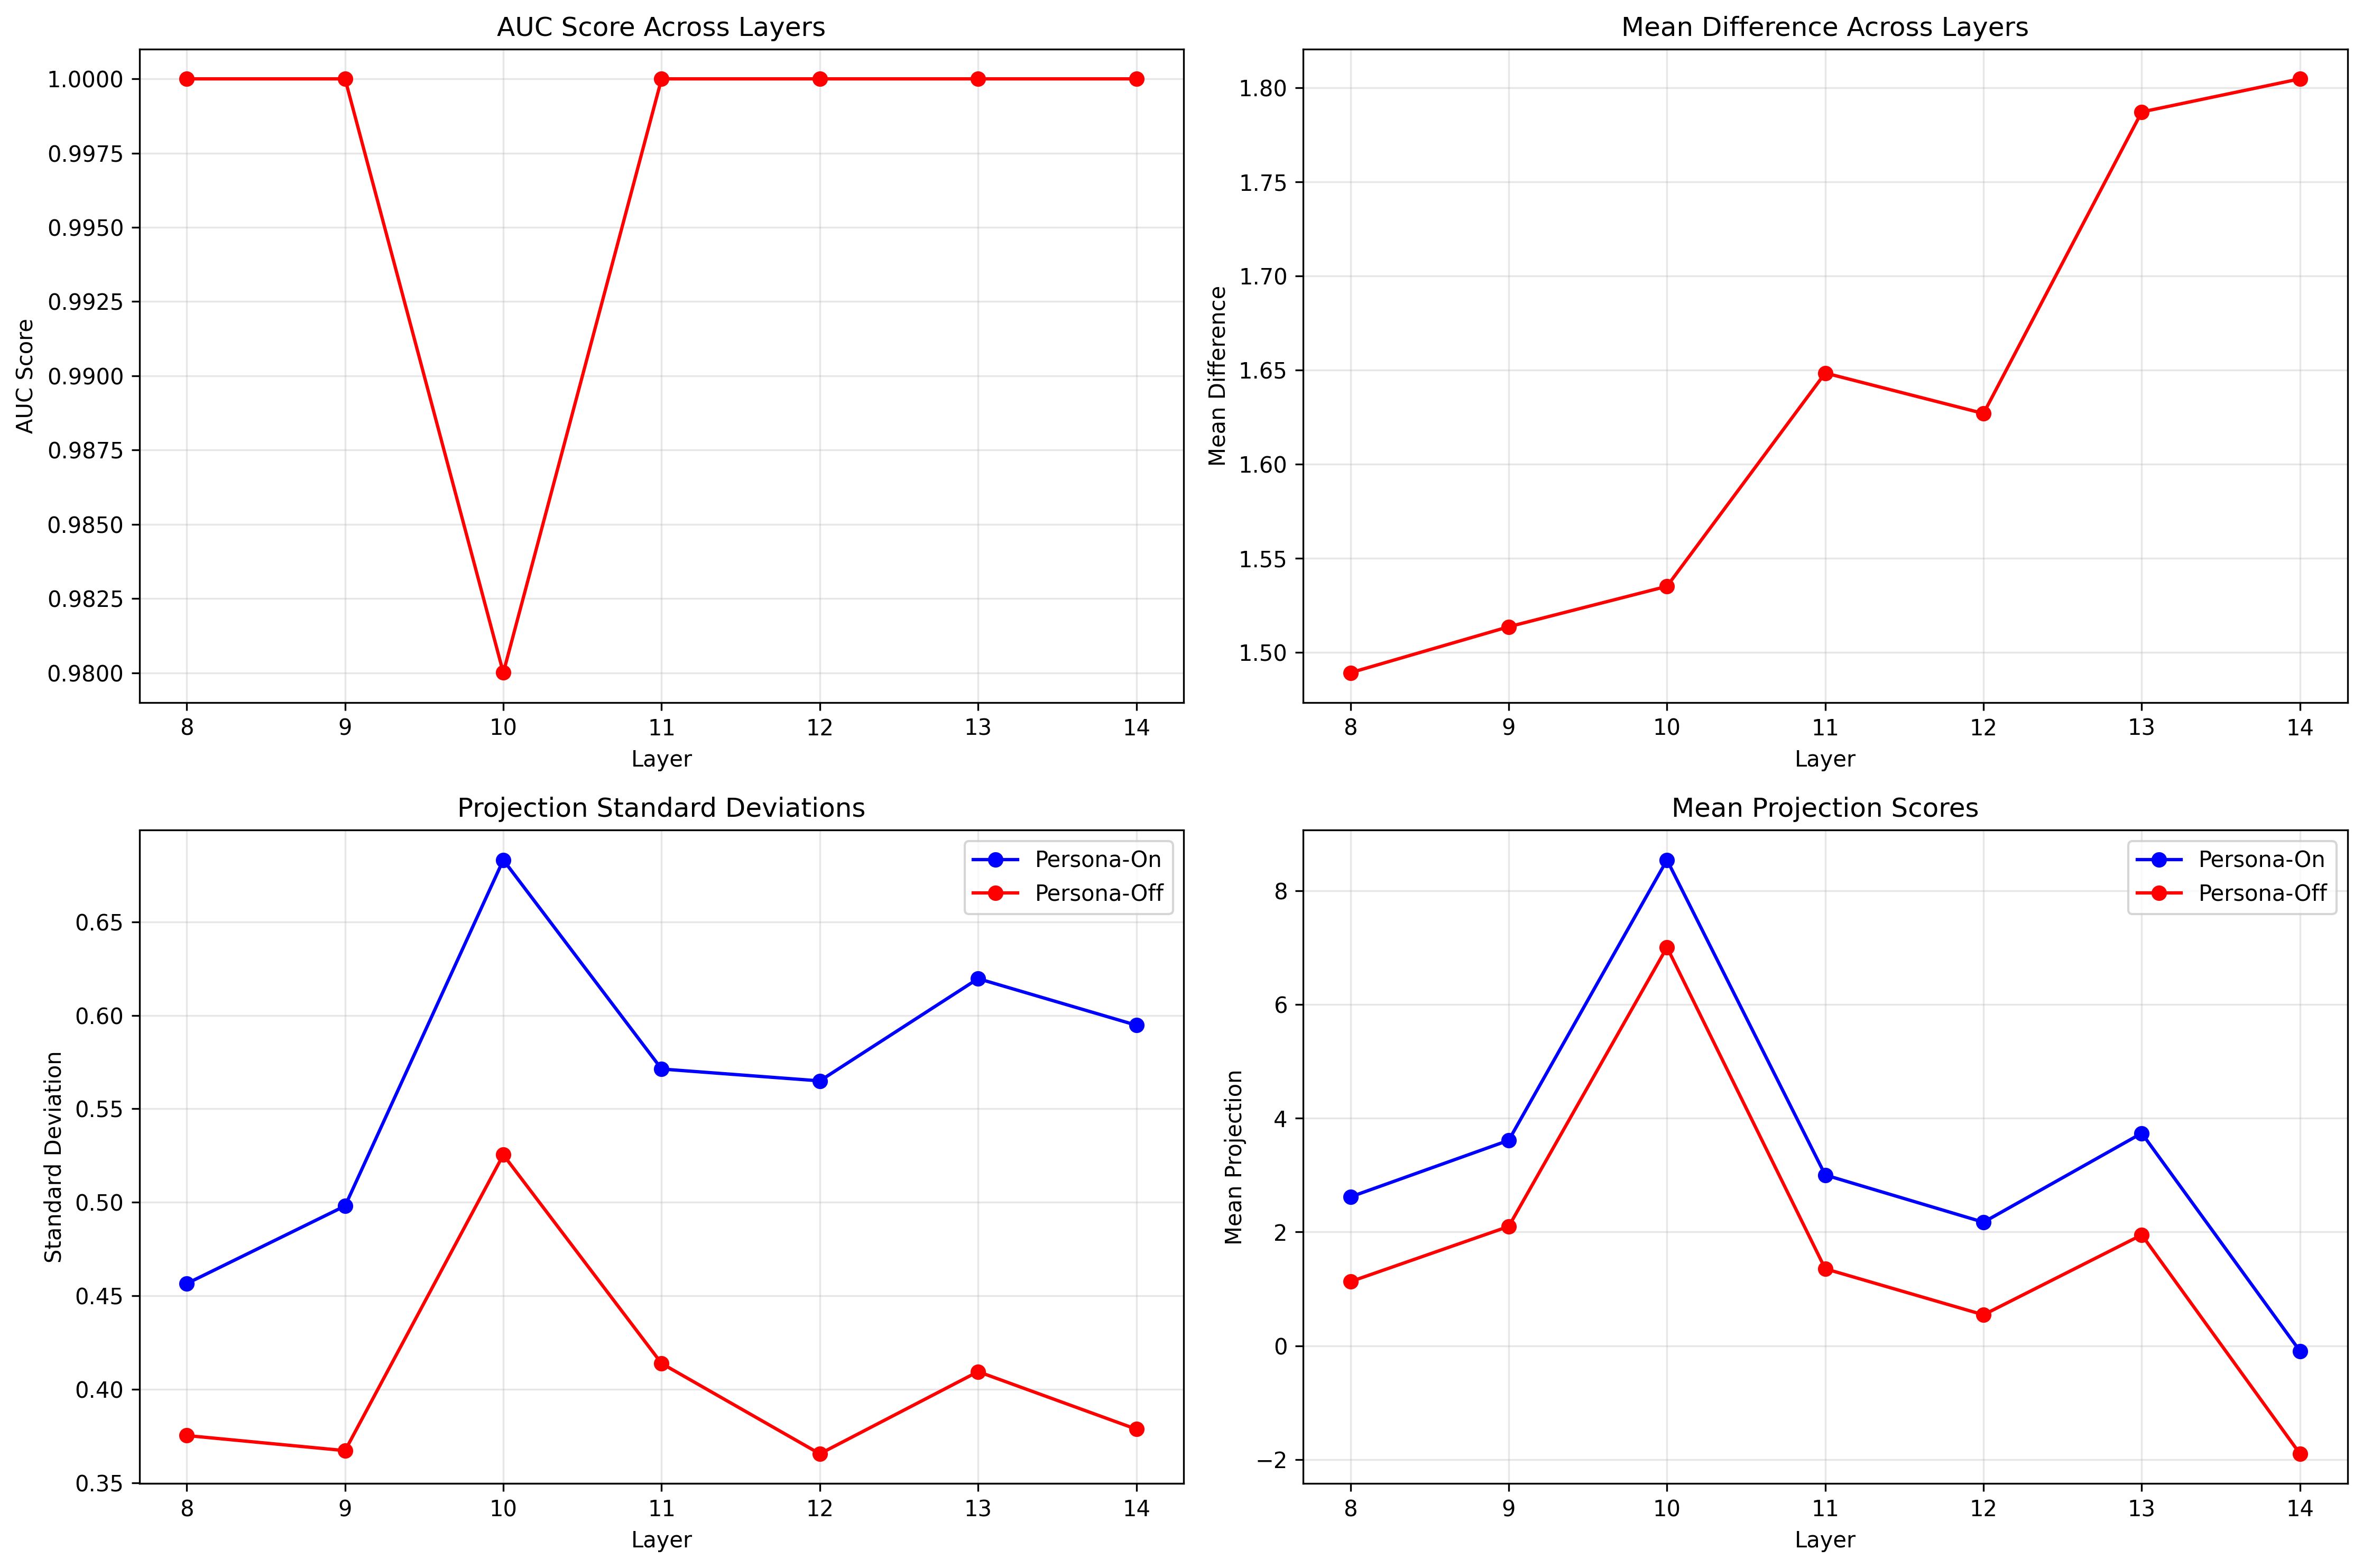 AUC Score Across Layers
1.0000
0.9975
0.9950
0.9925
0.9900
0.9875
0.9850
0.9825
0.9800
AUC Score
8 9 10 11 12 13 14
Layer
Mean Difference Across Layers
1.80
1.75
1.70
1.65
1.60
1.55
1.50
Mean Difference
8 9 10 11 12 13 14
Layer
Projection Standard Deviations
Persona-On
Persona-Off
0.65
0.60
0.55
0.50
0.45
0.40
0.35
Standard Deviation
8 9 10 11 12 13 14
Layer
Mean Projection Scores
Persona-On
Persona-Off
8
6
4
2
0
−2
Mean Projection
8 9 10 11 12 13 14
Layer